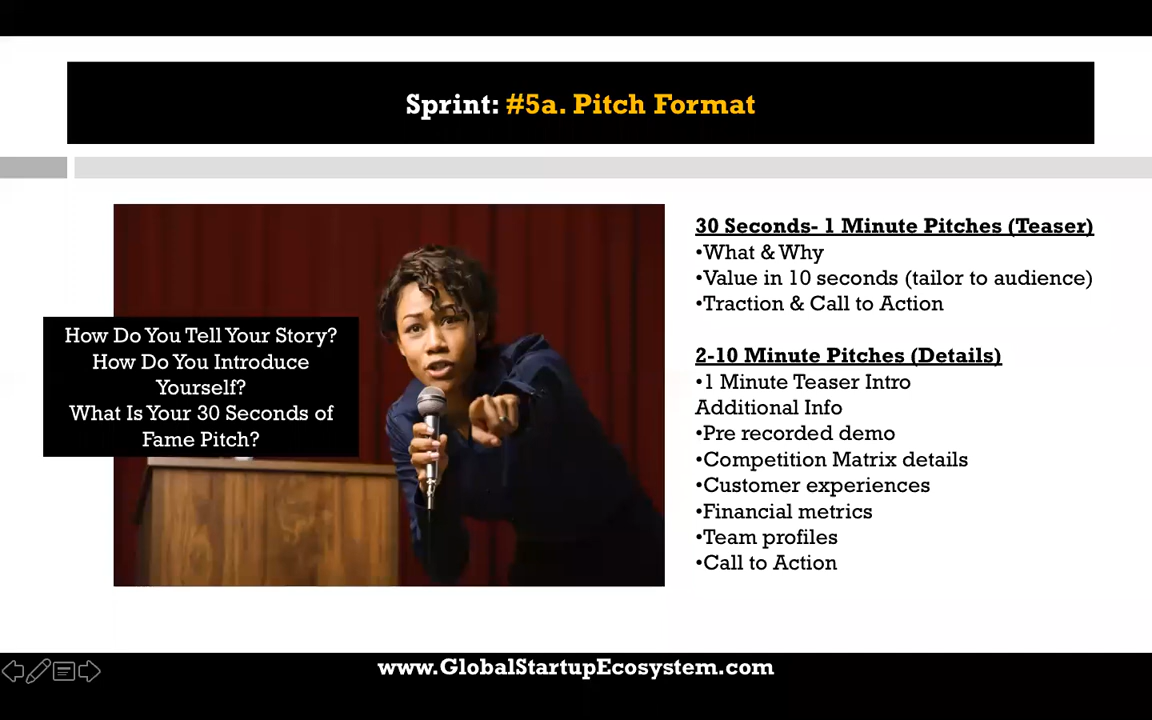 Sprint: #5a. Pitch Format
How Do You Tell Your Story?
How Do You Introduce
Yourself?
What Is Your 30 Seconds of
Fame Pitch?
30 Seconds- 1 Minute Pitches (Teaser)
•What & Why
•Value in 10 seconds (tailor to audience)
•Traction & Call to Action
2-10 Minute Pitches (Details)
•1 Minute Teaser Intro
Additional Info
•Pre recorded demo
•Competition Matrix details
•Customer experiences
•Financial metrics
•Team profiles
•Call to Action
www.GlobalStartupEcosystem.com